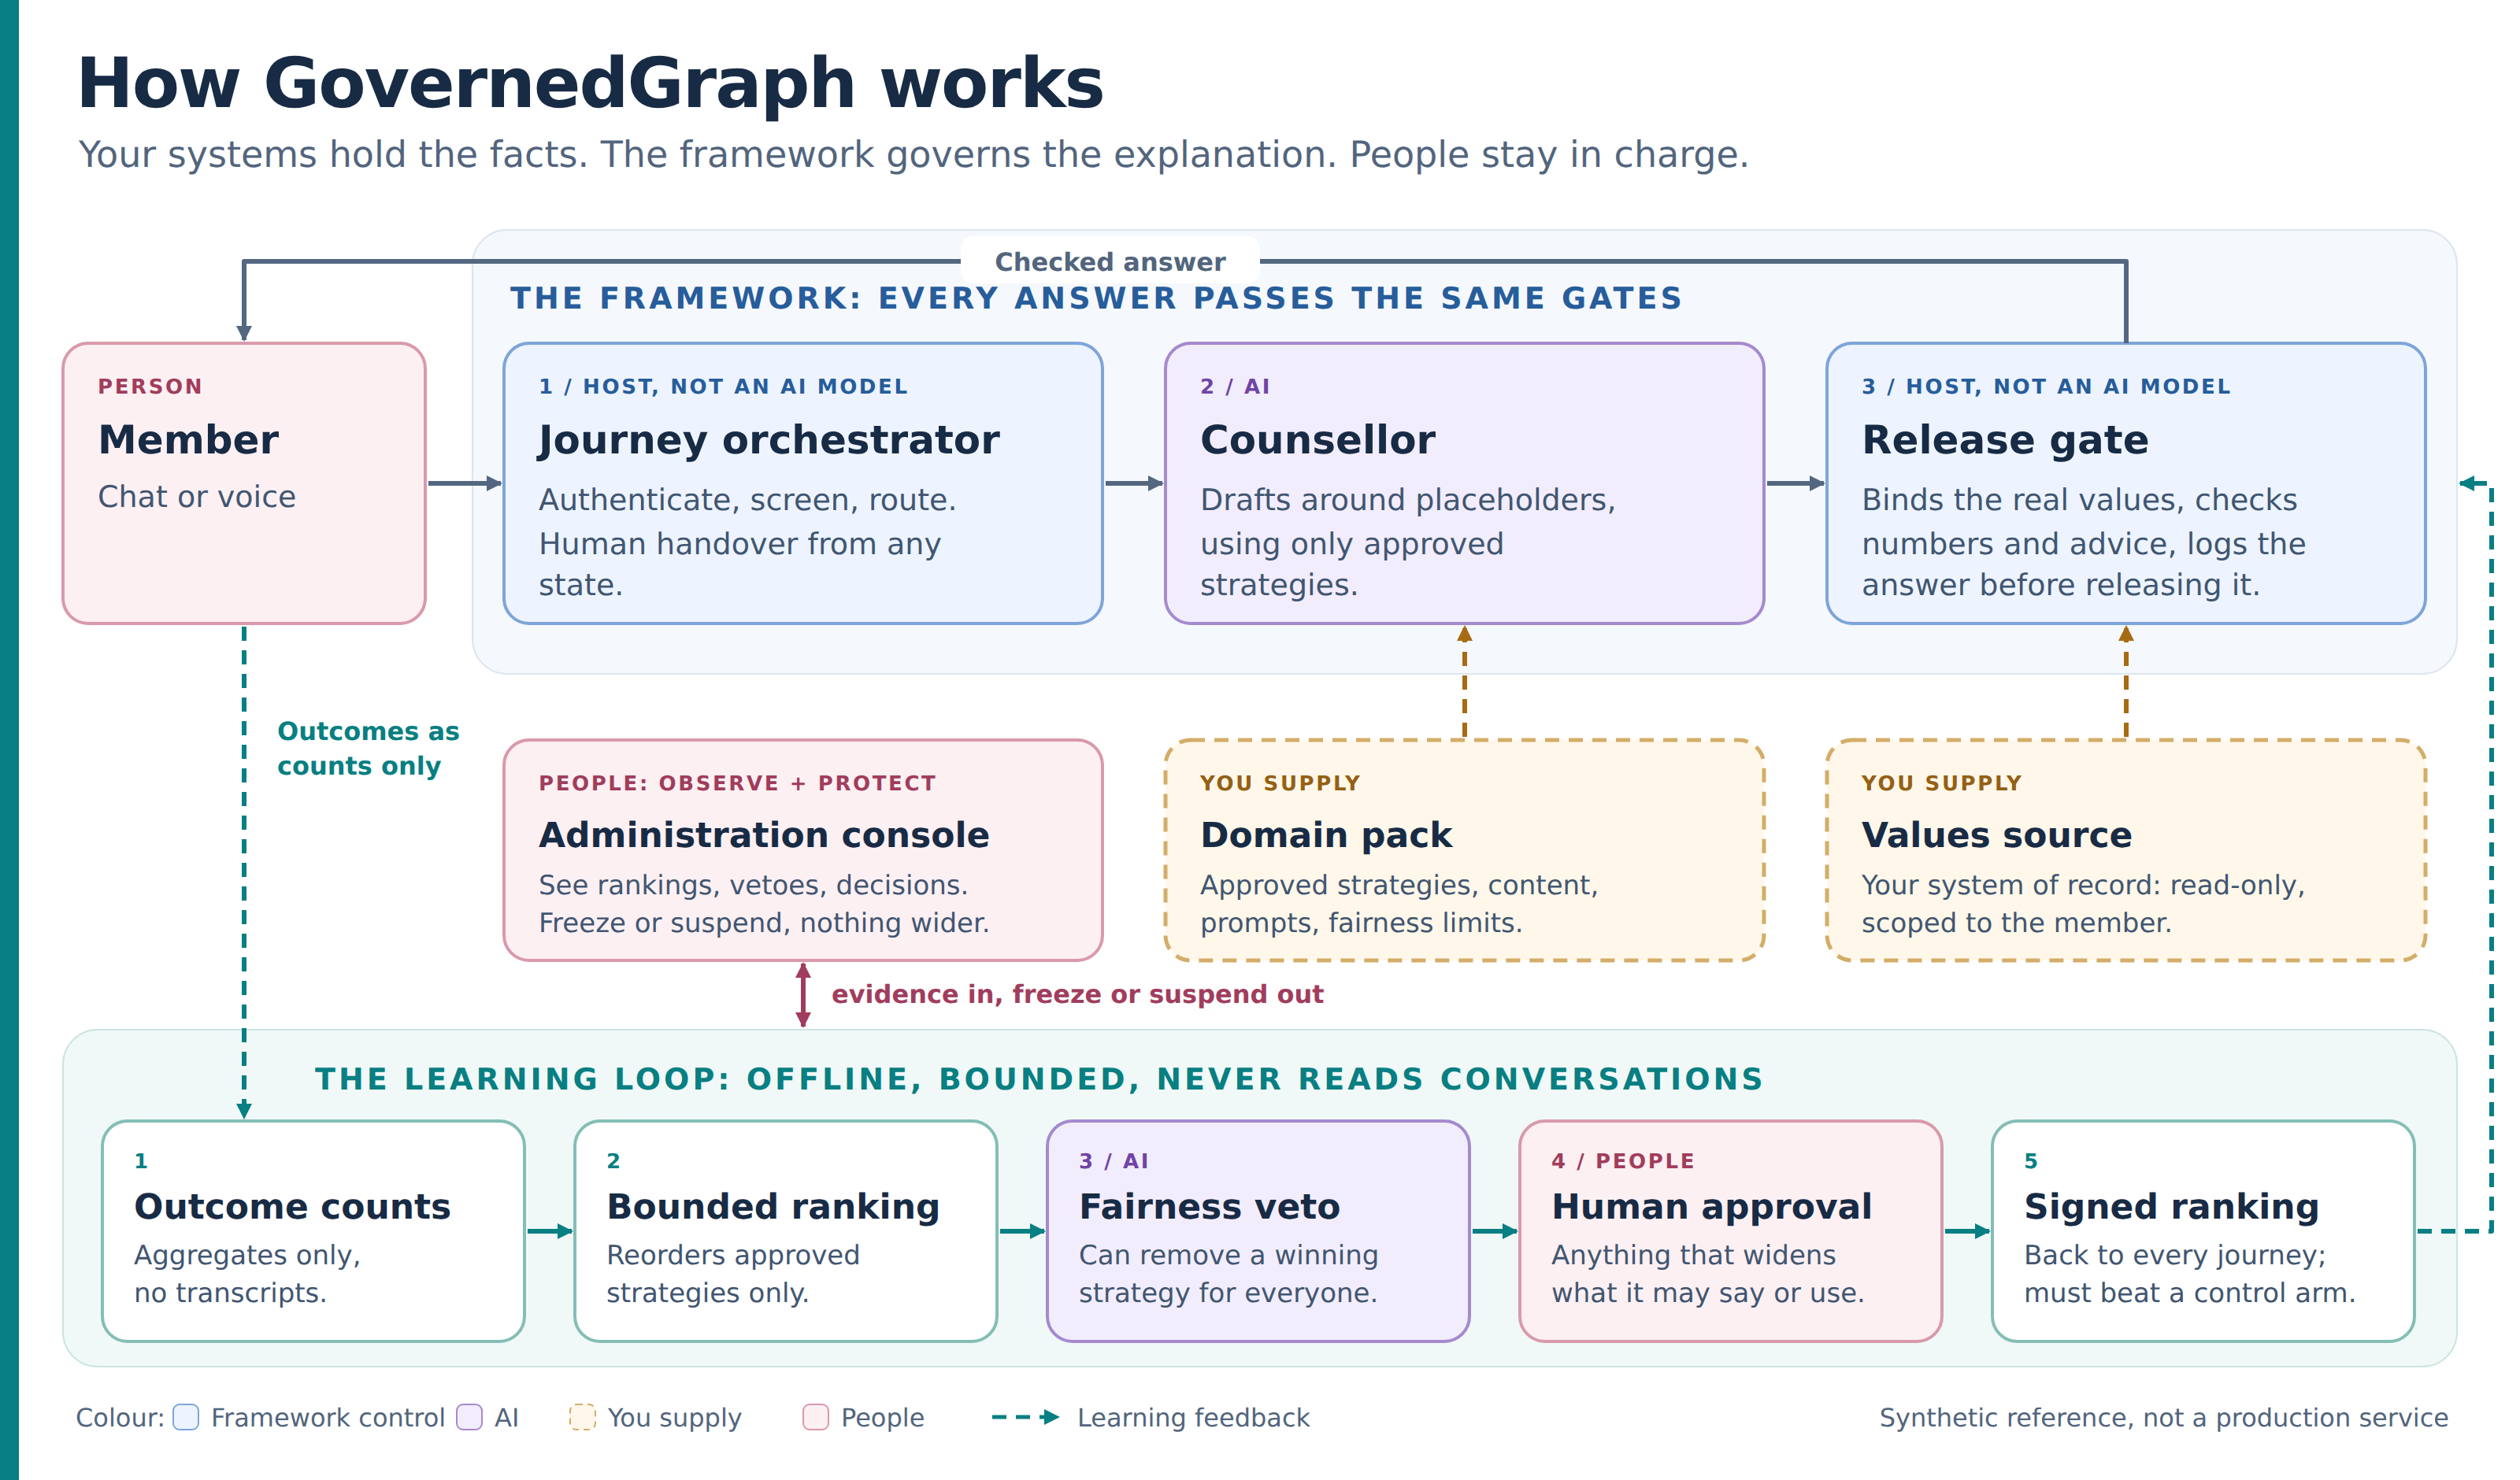 How GovernedGraph works
Your systems hold the facts. The framework governs the explanation. People stay in charge.
Checked answer
THE FRAMEWORK: EVERY ANSWER PASSES THE SAME GATES
PERSON
Member
Chat or voice
1 / HOST, NOT AN AI MODEL
Journey orchestrator
Authenticate, screen, route.
Human handover from any
state.
2 / AI
Counsellor
Drafts around placeholders,
using only approved
strategies.
3 / HOST, NOT AN AI MODEL
Release gate
Binds the real values, checks
numbers and advice, logs the
answer before releasing it.
Outcomes as
counts only
PEOPLE: OBSERVE + PROTECT
Administration console
See rankings, vetoes, decisions.
Freeze or suspend, nothing wider.
YOU SUPPLY
Domain pack
Approved strategies, content,
prompts, fairness limits.
YOU SUPPLY
Values source
Your system of record: read-only,
scoped to the member.
evidence in, freeze or suspend out
THE LEARNING LOOP: OFFLINE, BOUNDED, NEVER READS CONVERSATIONS
1
Outcome counts
Aggregates only,
no transcripts.
2
Bounded ranking
Reorders approved
strategies only.
3 / AI
Fairness veto
Can remove a winning
strategy for everyone.
4 / PEOPLE
Human approval
Anything that widens
what it may say or use.
5
Signed ranking
Back to every journey;
must beat a control arm.
Colour: Framework control AI You supply People Learning feedback
Synthetic reference, not a production service